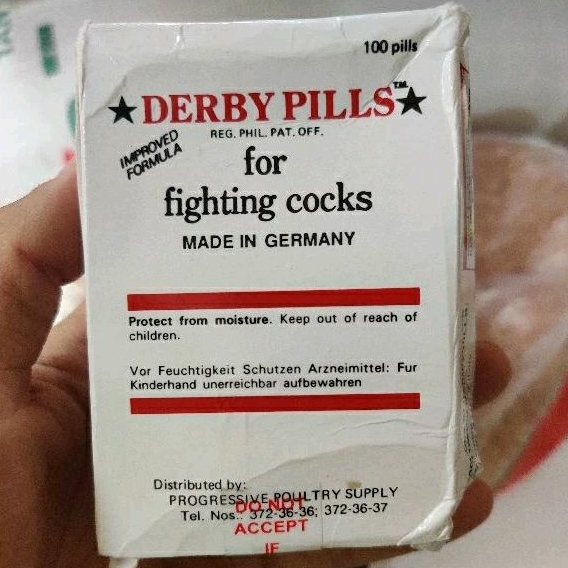 100 pills
★ DERBY PILLS™ ★
REG. PHIL. PAT. OFF.
IMPROVED
FORMULA
for
fighting cocks
MADE IN GERMANY
Protect from moisture. Keep out of reach of
children.
Vor Feuchtigkeit Schutzen Arzneimittel: Fur
Kinderhand unerreichbar aufbewahren
Distributed by:
PROGRESSIVE POULTRY SUPPLY
Tel. Nos.: 372-36-36; 372-36-37
DO NOT
ACCEPT
IF